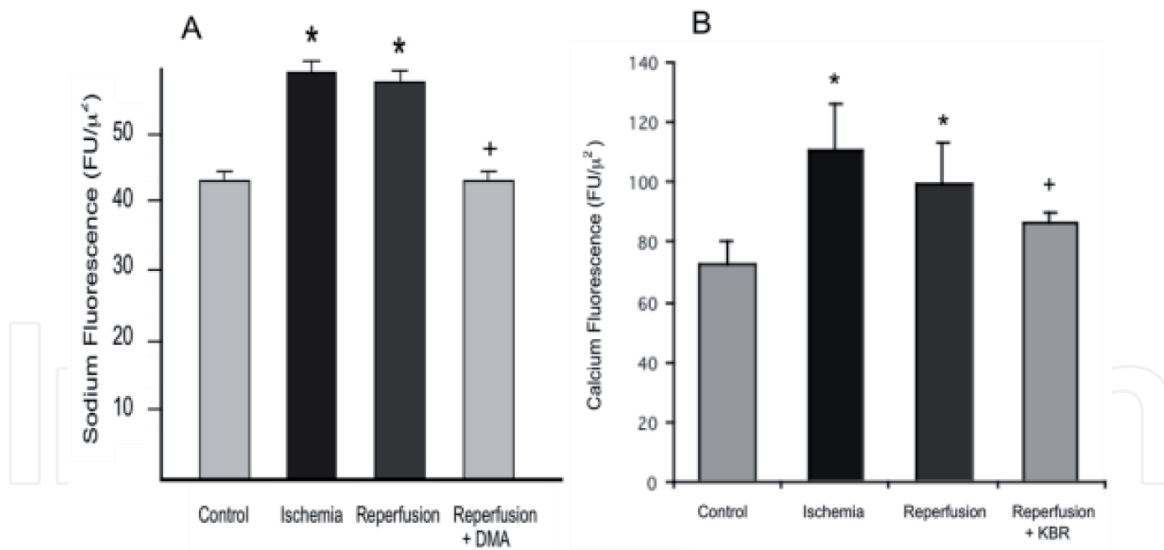 A
Sodium Fluorescence (FU/μ²)
50
40
30
20
10
*
*
+
Control
Ischemia
Reperfusion
Reperfusion
+ DMA
B
Calcium Fluorescence (FU/μ²)
140
120
100
80
60
40
20
0
*
*
+
Control
Ischemia
Reperfusion
Reperfusion
+ KBR